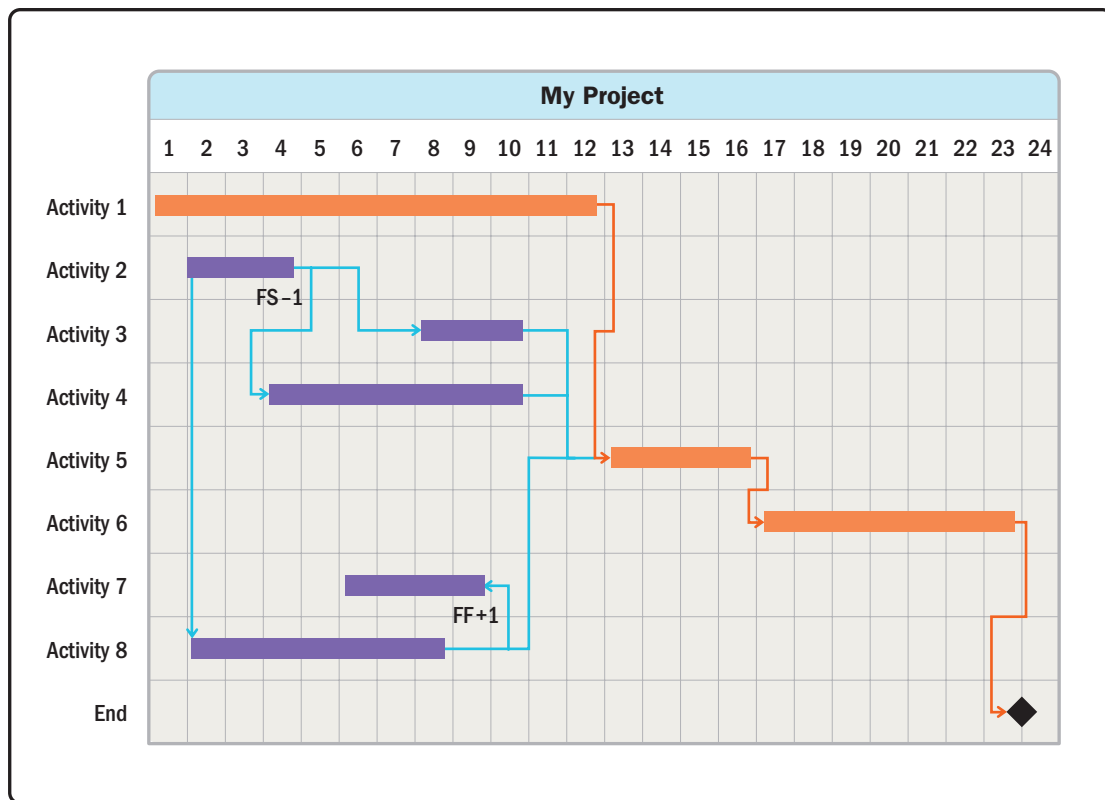 My Project
1 2 3 4 5 6 7 8 9 10 11 12 13 14 15 16 17 18 19 20 21 22 23 24
Activity 1
Activity 2
FS–1
Activity 3
Activity 4
Activity 5
Activity 6
Activity 7
FF+1
Activity 8
End